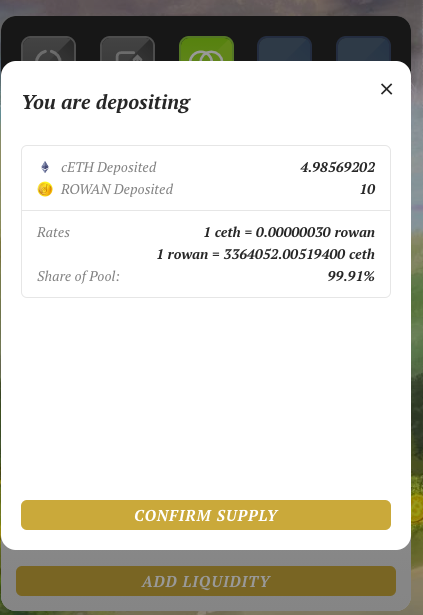 You are depositing
cETH Deposited 4.98569202
ROWAN Deposited 10
Rates 1 ceth = 0.00000030 rowan
1 rowan = 3364052.00519400 ceth
Share of Pool: 99.91%
CONFIRM SUPPLY
ADD LIQUIDITY